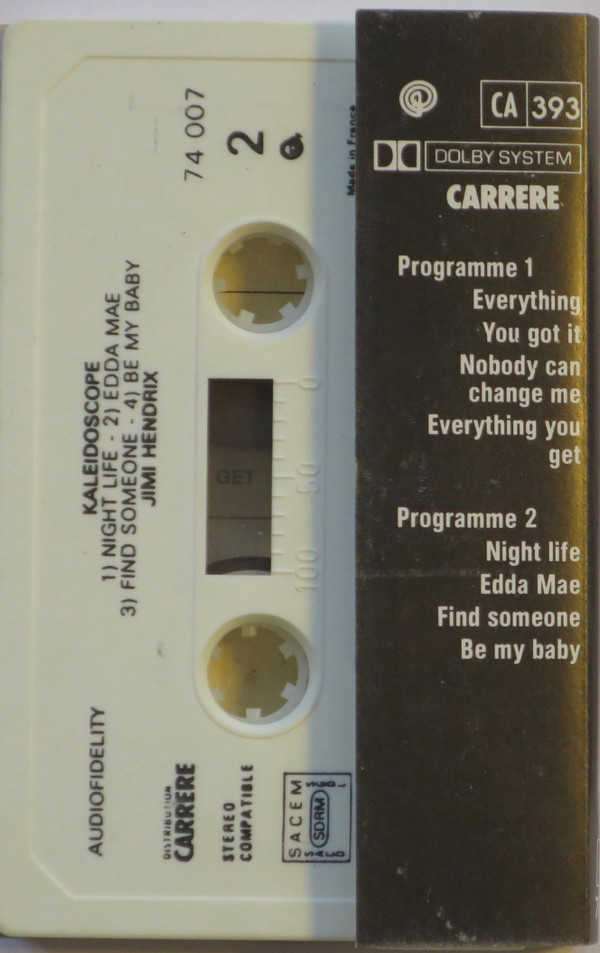 74 007
2
Made in France
KALEIDOSCOPE
1) NIGHT LIFE - 2) EDDA MAE
3) FIND SOMEONE - 4) BE MY BABY
JIMI HENDRIX
GET
0
50
100
AUDIOFIDELITY
DISTRIBUTION
CARRERE
STEREO
COMPATIBLE
SACEM
SDRM
SACD
CA 393
DOLBY SYSTEM
CARRERE
Programme 1
Everything
You got it
Nobody can
change me
Everything you
get
Programme 2
Night life
Edda Mae
Find someone
Be my baby